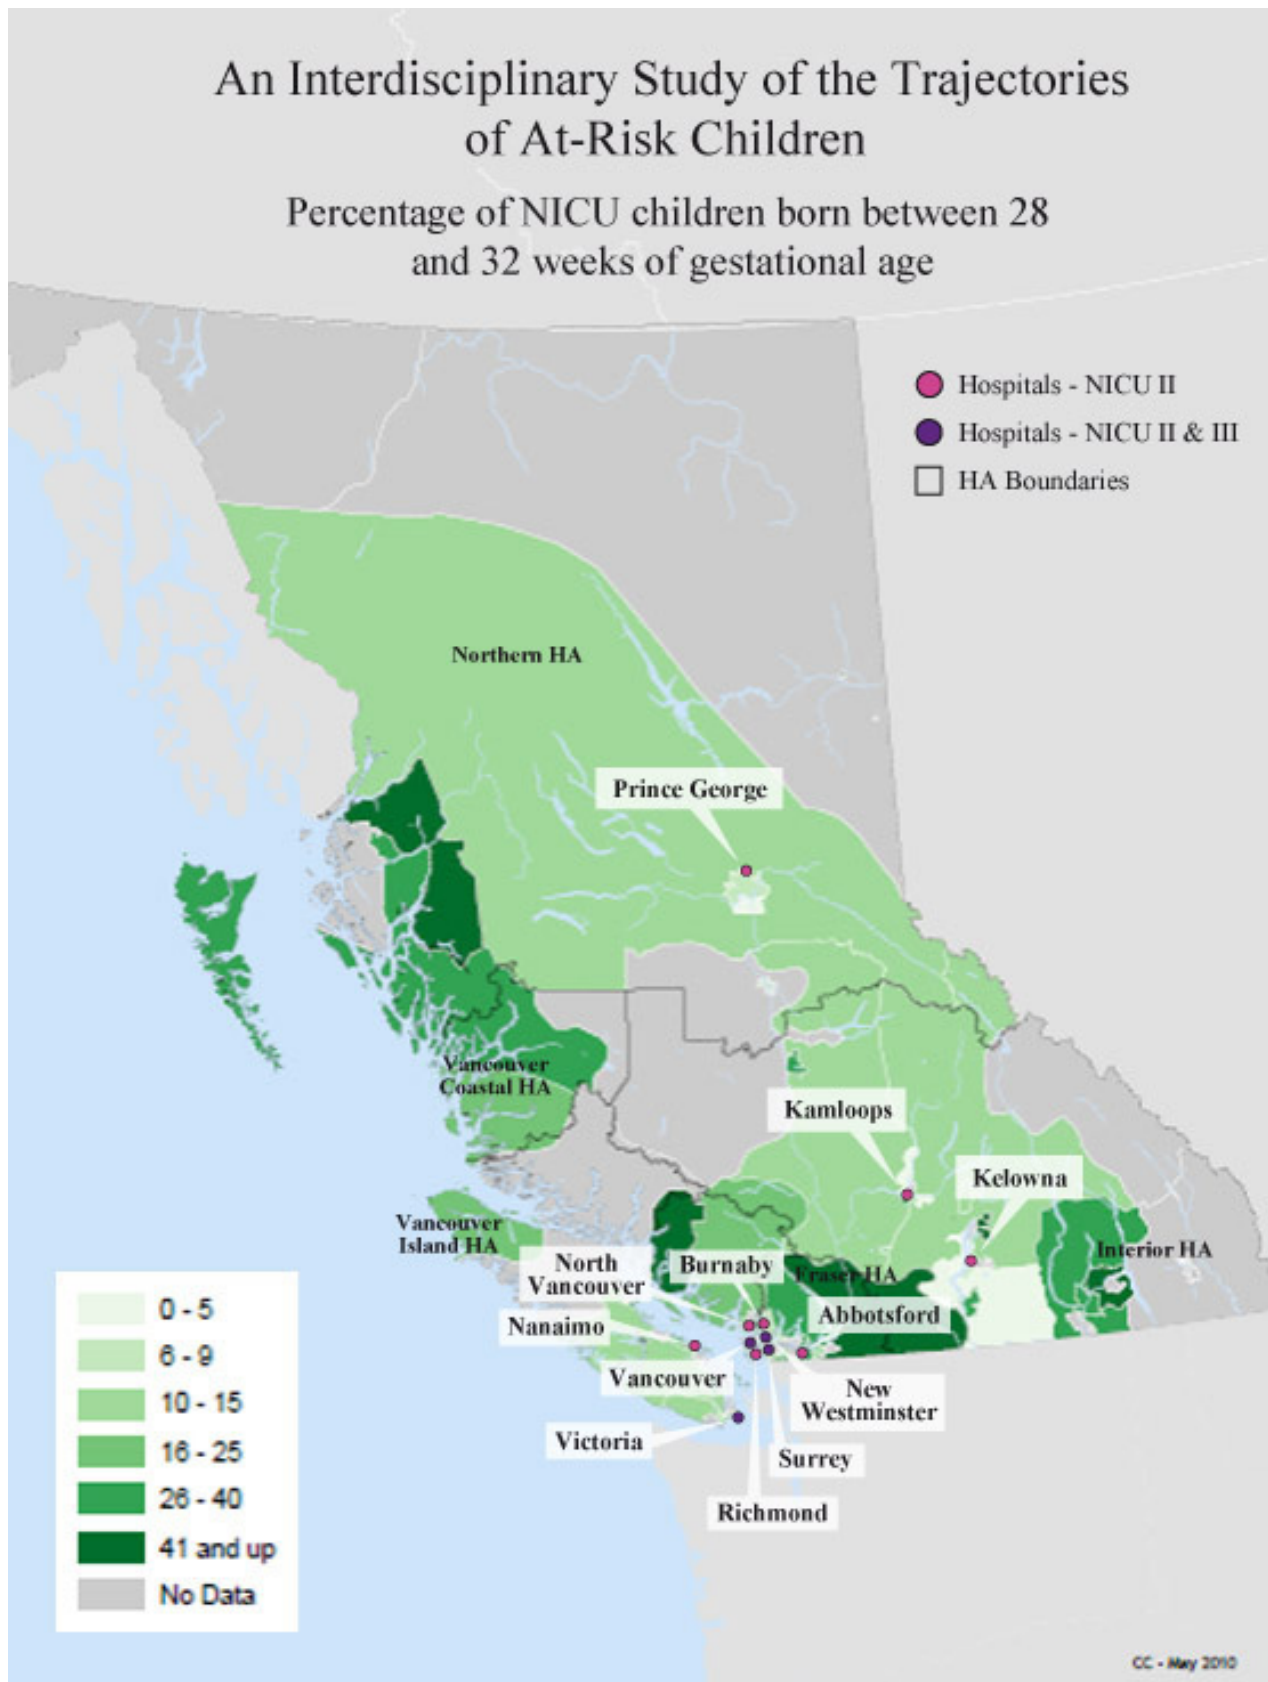 An Interdisciplinary Study of the Trajectories
of At-Risk Children
Percentage of NICU children born between 28
and 32 weeks of gestational age
Hospitals - NICU II
Hospitals - NICU II & III
HA Boundaries
Northern HA
Prince George
Vancouver
Coastal HA
Kamloops
Kelowna
Vancouver
Island HA
Interior HA
North
Vancouver
Burnaby
Fraser HA
Abbotsford
Nanaimo
Vancouver
New
Westminster
Victoria
Surrey
Richmond
0 - 5
6 - 9
10 - 15
16 - 25
26 - 40
41 and up
No Data
CC - May 2010